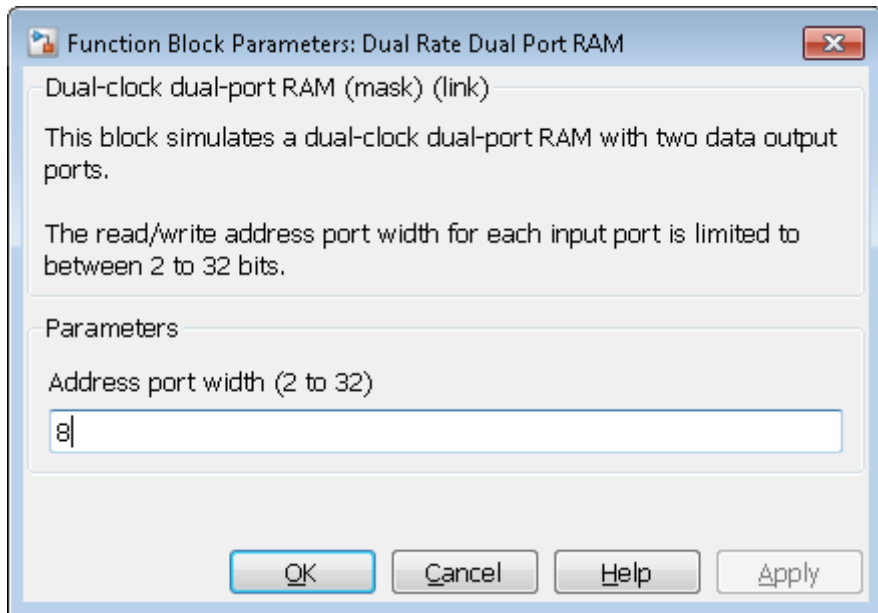 Function Block Parameters: Dual Rate Dual Port RAM
Dual-clock dual-port RAM (mask) (link)
This block simulates a dual-clock dual-port RAM with two data output
ports.
The read/write address port width for each input port is limited to
between 2 to 32 bits.
Parameters
Address port width (2 to 32)
8
OK Cancel Help Apply